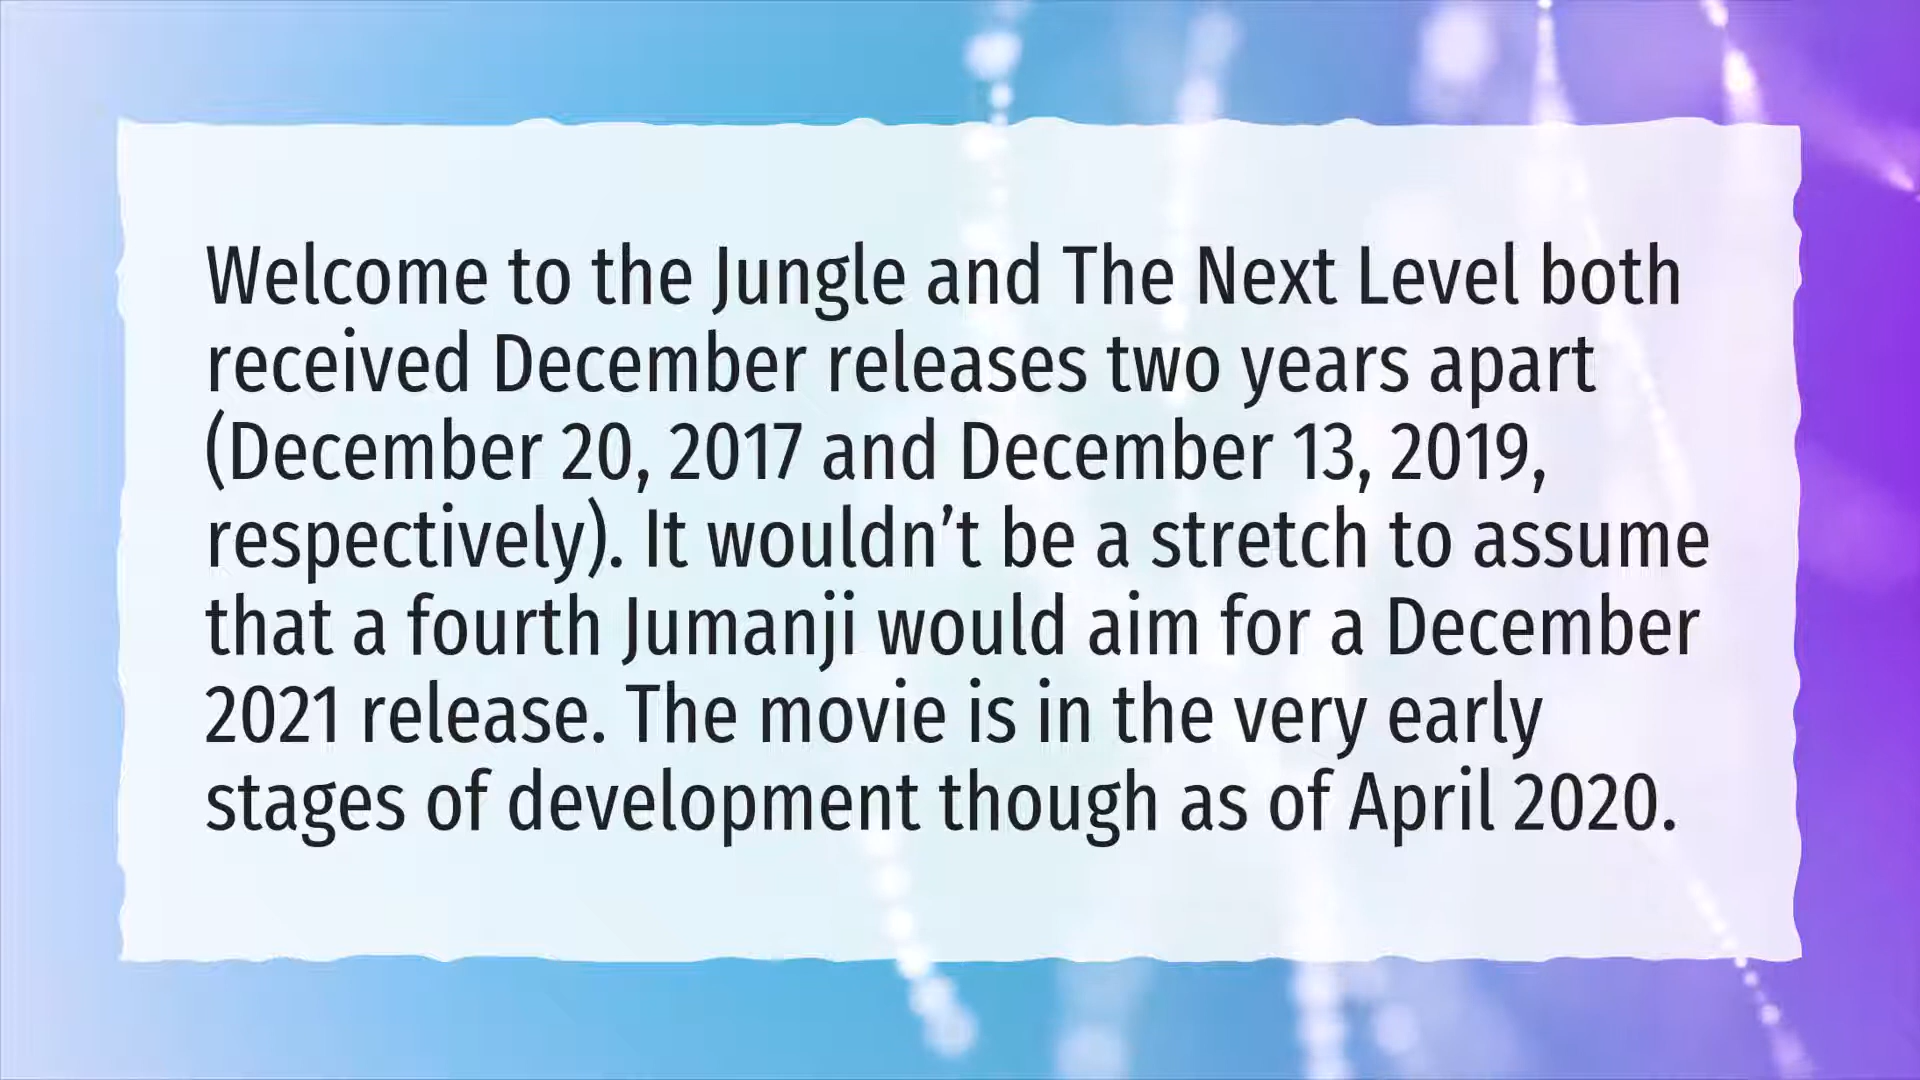 Welcome to the Jungle and The Next Level both
received December releases two years apart
(December 20, 2017 and December 13, 2019,
respectively). It wouldn’t be a stretch to assume
that a fourth Jumanji would aim for a December
2021 release. The movie is in the very early
stages of development though as of April 2020.